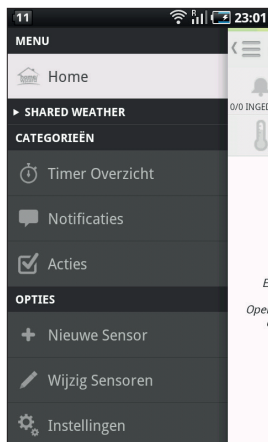 11 R 23:01
MENU
Home
SHARED WEATHER
CATEGORIEËN
Timer Overzicht
0/0
Notificaties
Acties
OPTIES
Nieuwe Sensor
Wijzig Sensoren
Instellingen